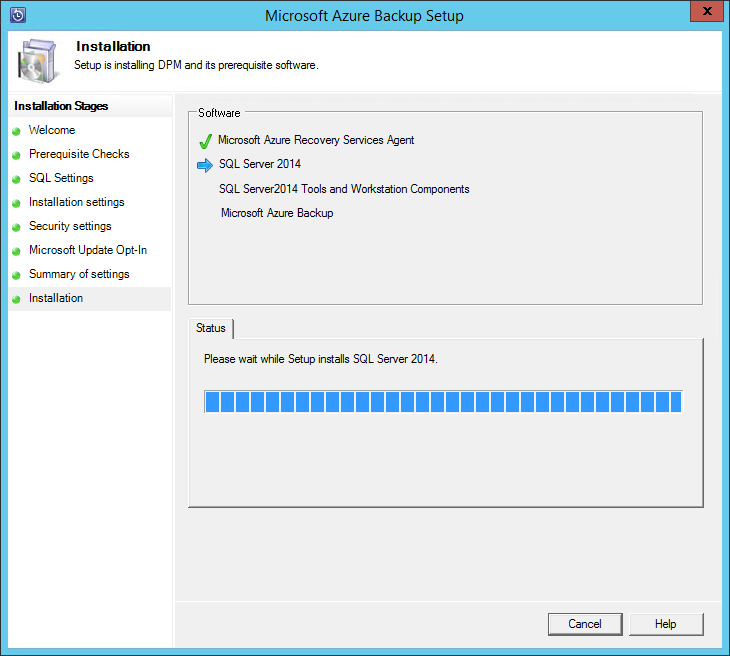 Microsoft Azure Backup Setup
Installation
Setup is installing DPM and its prerequisite software.
Installation Stages
Welcome
Prerequisite Checks
SQL Settings
Installation settings
Security settings
Microsoft Update Opt-In
Summary of settings
Installation
Software
Microsoft Azure Recovery Services Agent
SQL Server 2014
SQL Server2014 Tools and Workstation Components
Microsoft Azure Backup
Status
Please wait while Setup installs SQL Server 2014.
Cancel
Help